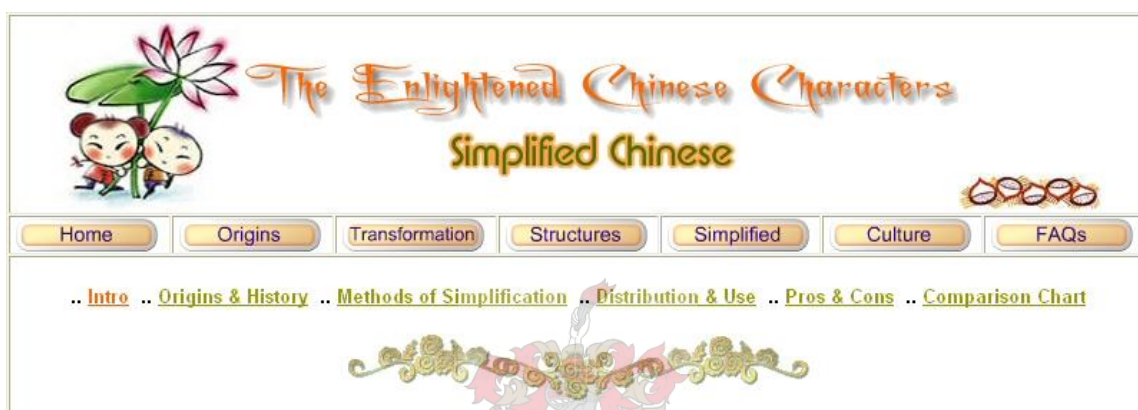 The Enlightened Chinese Characters
Simplified Chinese
Home Origins Transformation Structures Simplified Culture FAQs
.. Intro .. Origins & History .. Methods of Simplification .. Distribution & Use .. Pros & Cons .. Comparison Chart